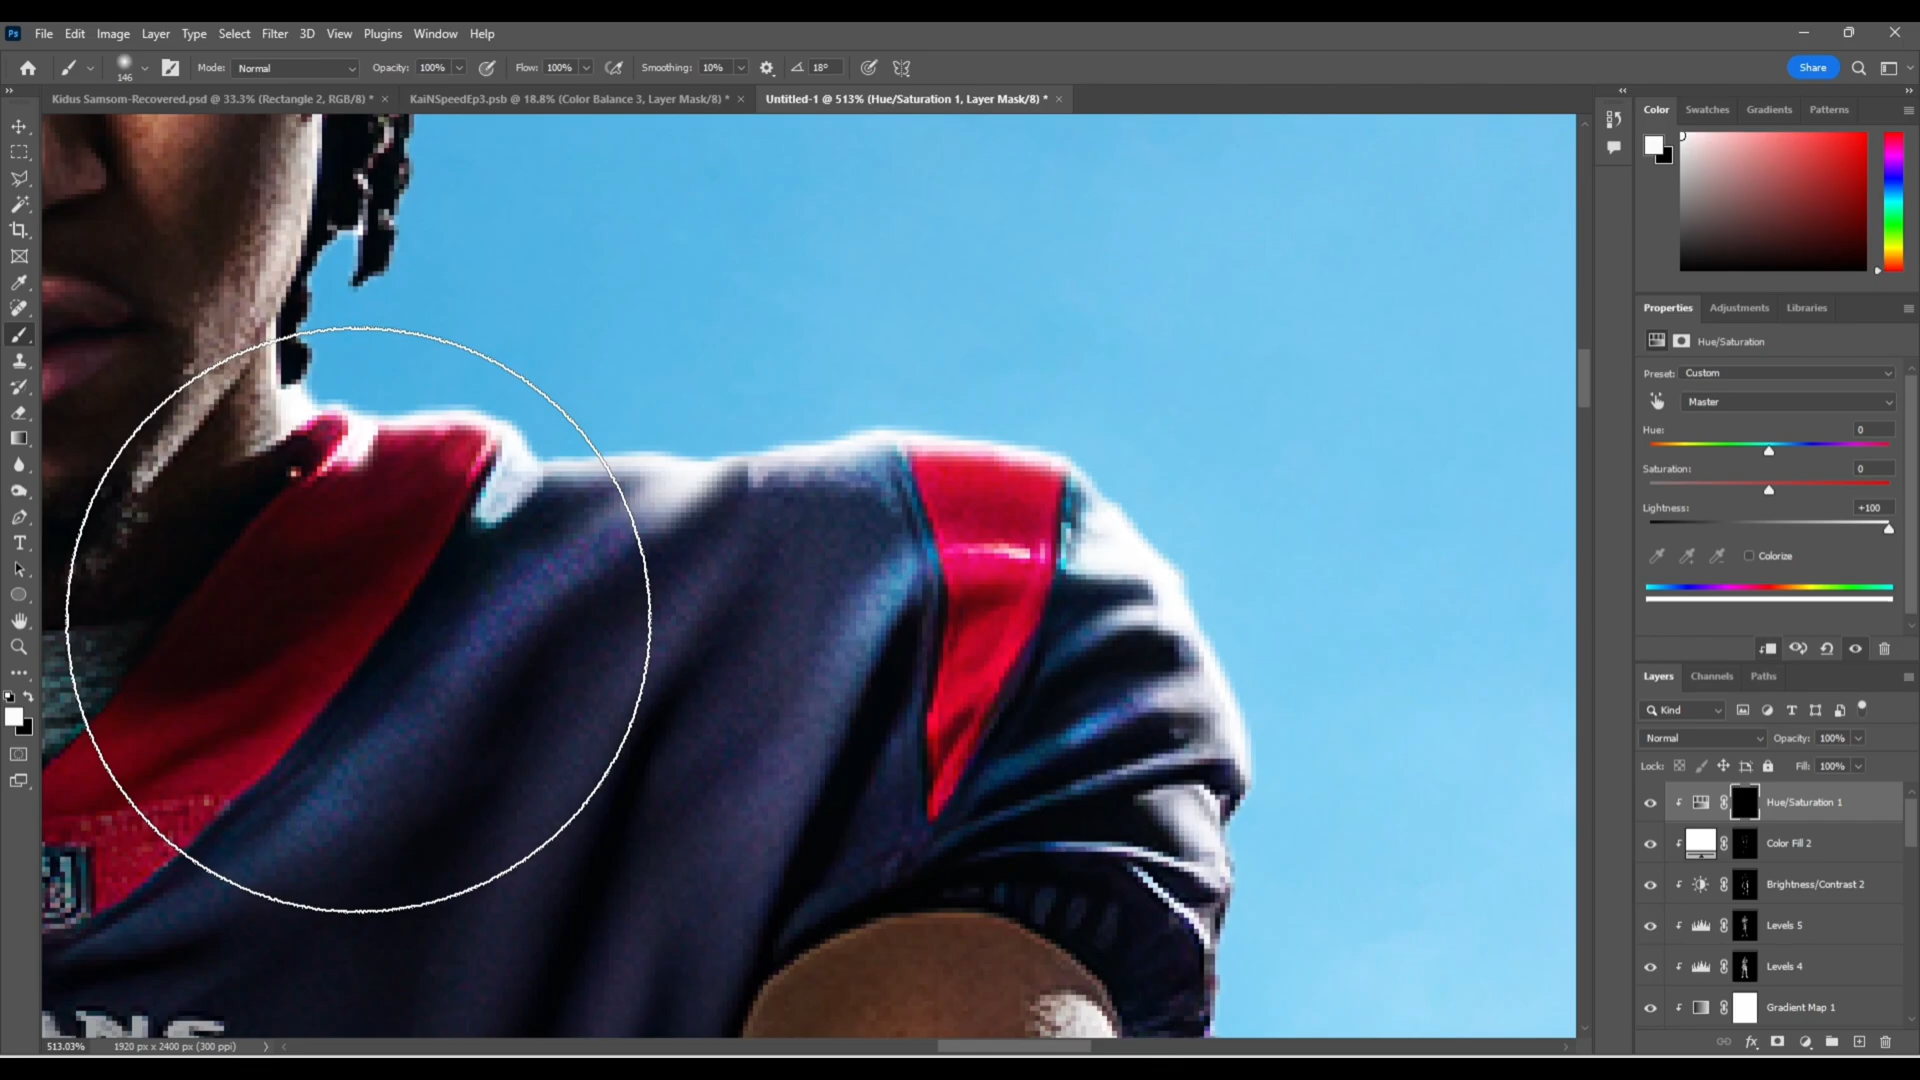 Ps File Edit Image Layer Type Select Filter 3D View Plugins Window Help
146 Mode: Normal Opacity: 100% Flow: 100% Smoothing: 10% 18° Share
Kidus Samsom-Recovered.psd @ 33.3% (Rectangle 2, RGB/8) * × KaiNSpeedEp3.psb @ 18.8% (Color Balance 3, Layer Mask/8) * × Untitled-1 @ 513% (Hue/Saturation 1, Layer Mask/8) * ×
Color Swatches Gradients Patterns
Properties Adjustments Libraries
Hue/Saturation
Preset: Custom
Master
Hue: 0
Saturation: 0
Lightness: +100
Colorize
Layers Channels Paths
Kind
Normal Opacity: 100%
Lock: Fill: 100%
Hue/Saturation 1
Color Fill 2
Brightness/Contrast 2
Levels 5
Levels 4
Gradient Map 1
513.03% 1920 px x 2400 px (300 ppi)